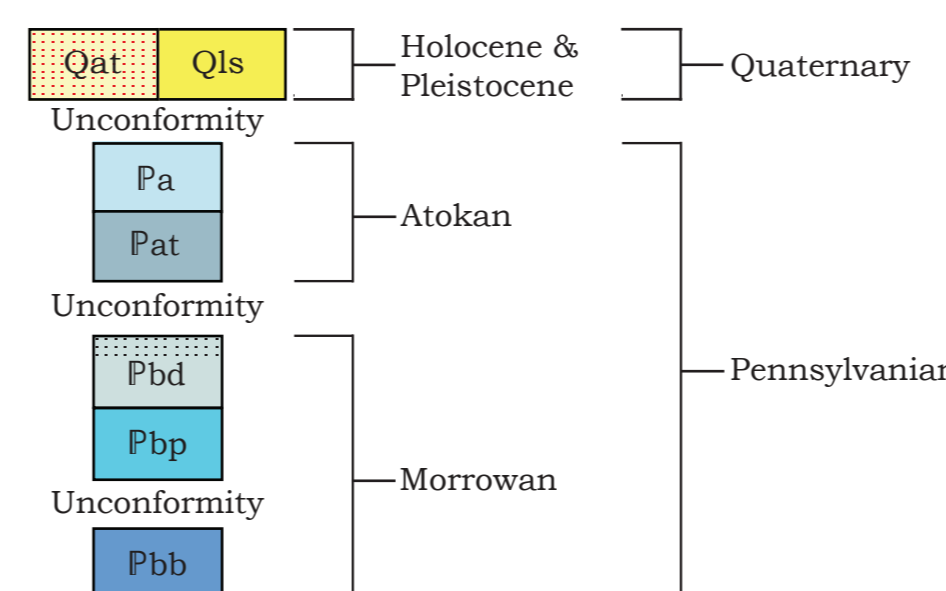 Qat Qls
Holocene &
Pleistocene
Quaternary
Unconformity
ℙa
ℙat
Atokan
Unconformity
ℙbd
ℙbp
Pennsylvanian
Morrowan
Unconformity
ℙbb